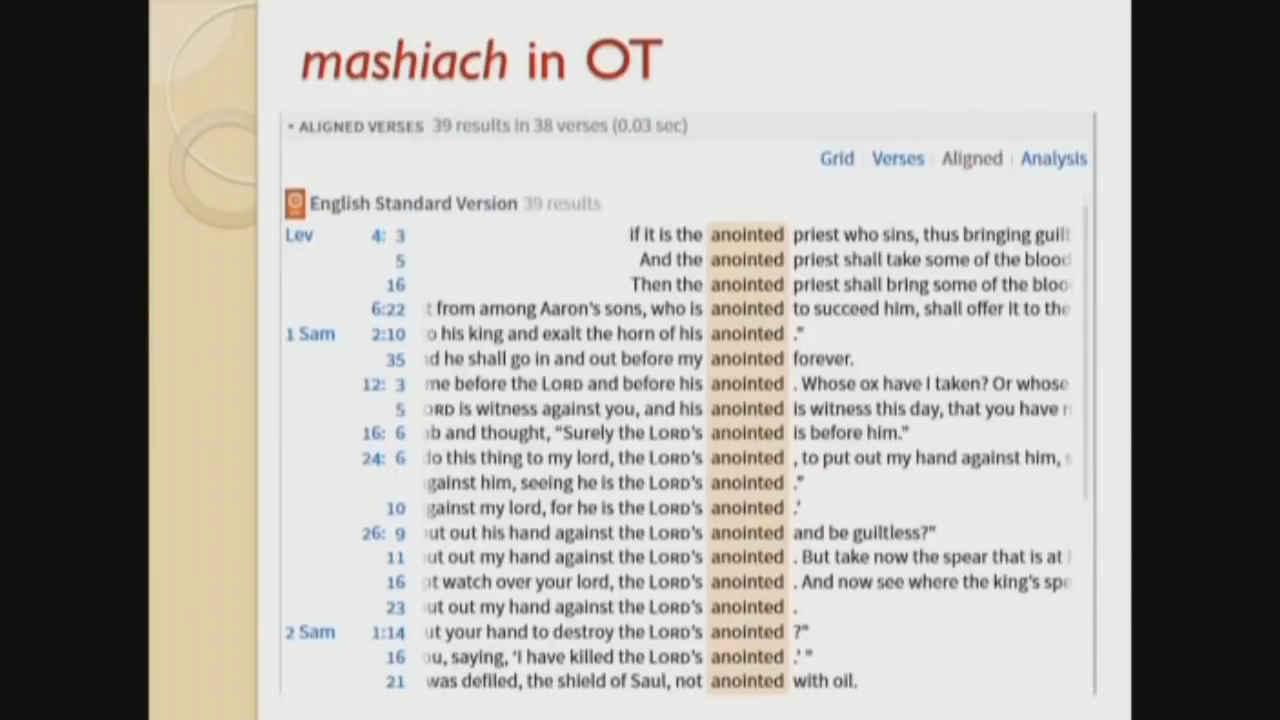 mashiach in OT
• ALIGNED VERSES 39 results in 38 verses (0.03 sec)
Grid Verses Aligned Analysis
English Standard Version 39 results
Lev 4: 3 If it is the anointed priest who sins, thus bringing guilt
5 And the anointed priest shall take some of the blood
16 Then the anointed priest shall bring some of the bloo
6:22 t from among Aaron's sons, who is anointed to succeed him, shall offer it to the
1 Sam 2:10 o his king and exalt the horn of his anointed ."
35 d he shall go in and out before my anointed forever.
12: 3 me before the LORD and before his anointed . Whose ox have I taken? Or whose
5 ORD is witness against you, and his anointed is witness this day, that you have
16: 6 b and thought, "Surely the LORD's anointed is before him."
24: 6 do this thing to my lord, the LORD's anointed , to put out my hand against him,
gainst him, seeing he is the LORD's anointed ."
10 gainst my lord, for he is the LORD's anointed .'
26: 9 ut out his hand against the LORD's anointed and be guiltless?"
11 ut out my hand against the LORD's anointed . But take now the spear that is at
16 ot watch over your lord, the LORD's anointed . And now see where the king's spe
23 ut out my hand against the LORD's anointed .
2 Sam 1:14 ut your hand to destroy the LORD's anointed ?"
16 ou, saying, 'I have killed the LORD's anointed .' "
21 was defiled, the shield of Saul, not anointed with oil.